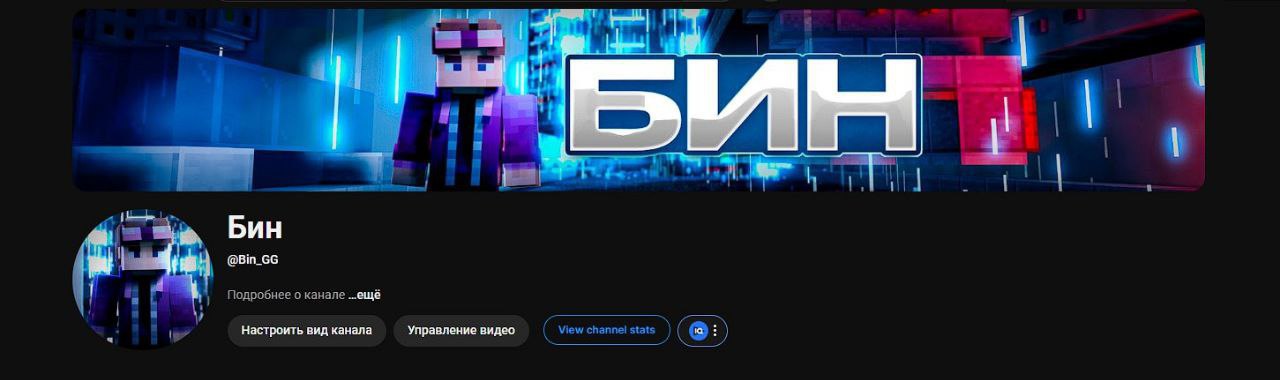 БИН
Бин
@Bin_GG
Подробнее о канале ...ещё
Настроить вид канала Управление видео View channel stats IQ